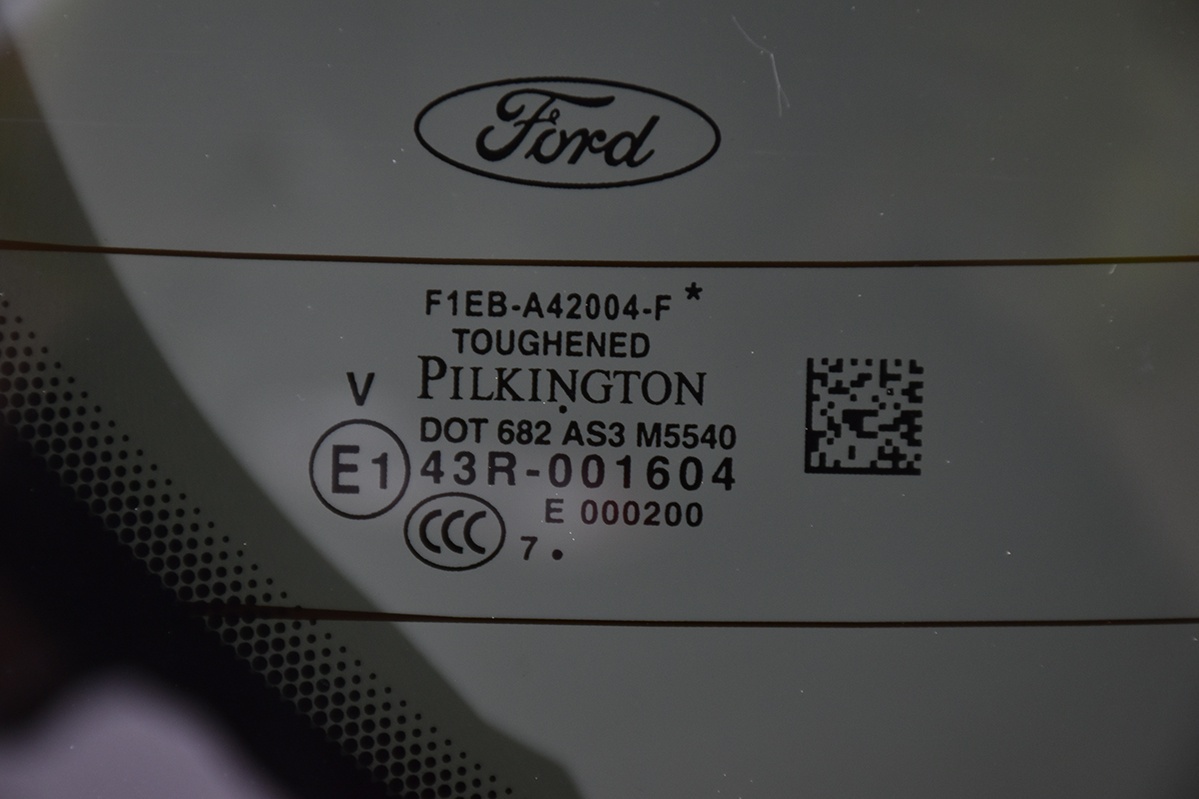 Ford
F1EB-A42004-F*
TOUGHENED
V PILKINGTON
DOT 682 AS3 M5540
E1 43R-001604
E 000200
CCC 7.